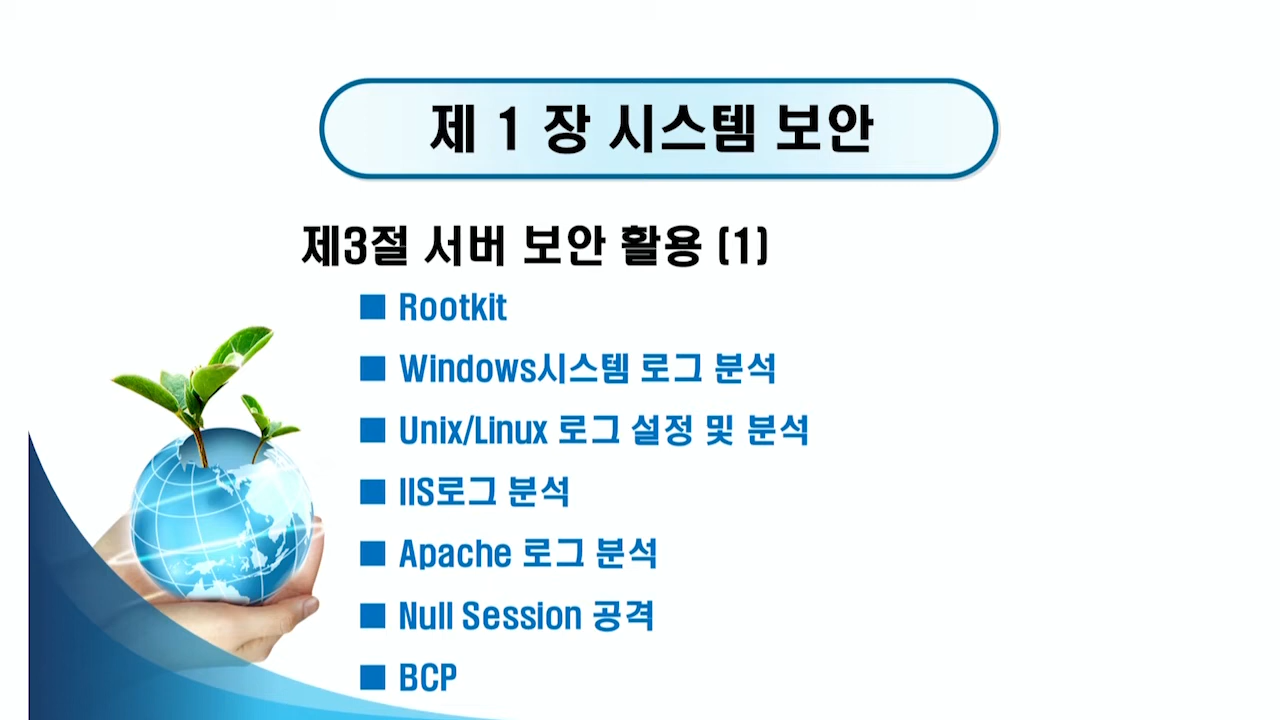 제 1 장 시스템 보안
제3절 서버 보안 활용 (1)
■ Rootkit
■ Windows시스템 로그 분석
■ Unix/Linux 로그 설정 및 분석
■ IIS로그 분석
■ Apache 로그 분석
■ Null Session 공격
■ BCP